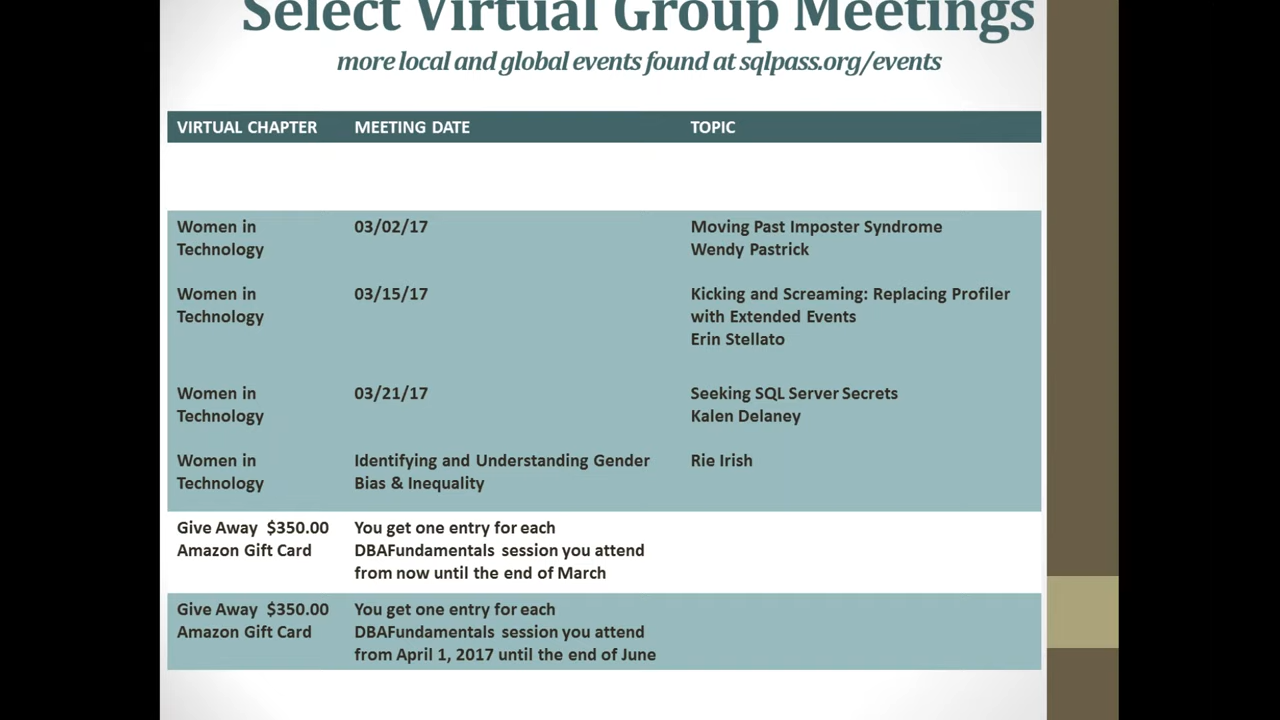 Select Virtual Group Meetings
more local and global events found at sqlpass.org/events
VIRTUAL CHAPTER MEETING DATE TOPIC
Women in 03/02/17 Moving Past Imposter Syndrome
Technology Wendy Pastrick
Women in 03/15/17 Kicking and Screaming: Replacing Profiler
Technology with Extended Events
Erin Stellato
Women in 03/21/17 Seeking SQL Server Secrets
Technology Kalen Delaney
Women in Identifying and Understanding Gender Rie Irish
Technology Bias & Inequality
Give Away $350.00 You get one entry for each
Amazon Gift Card DBAFundamentals session you attend
from now until the end of March
Give Away $350.00 You get one entry for each
Amazon Gift Card DBAFundamentals session you attend
from April 1, 2017 until the end of June